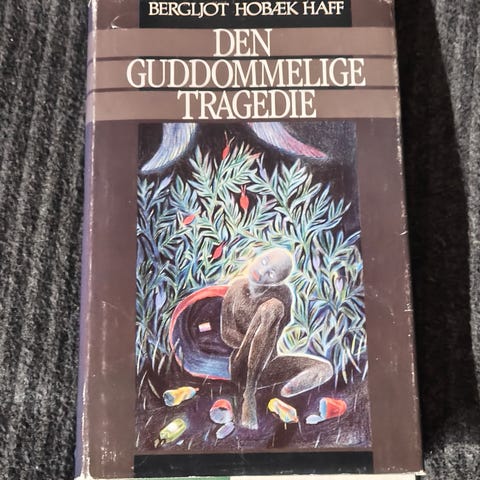 BERGLJOT HOBÆK HAFF
DEN
GUDDOMMELIGE
TRAGEDIE